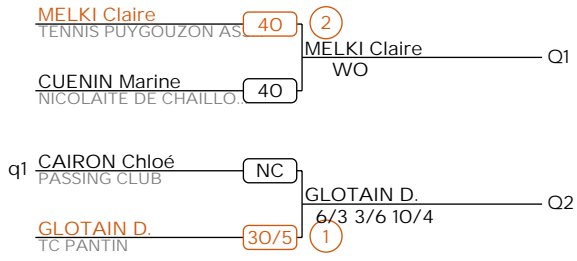 MELKI Claire
TENNIS PUYGOUZON ASS
40
2
MELKI Claire
WO
Q1
CUENIN Marine
NICOLAITE DE CHAILLO...
40
q1
CAIRON Chloé
PASSING CLUB
NC
GLOTAIN D.
6/3 3/6 10/4
Q2
GLOTAIN D.
TC PANTIN
30/5
1